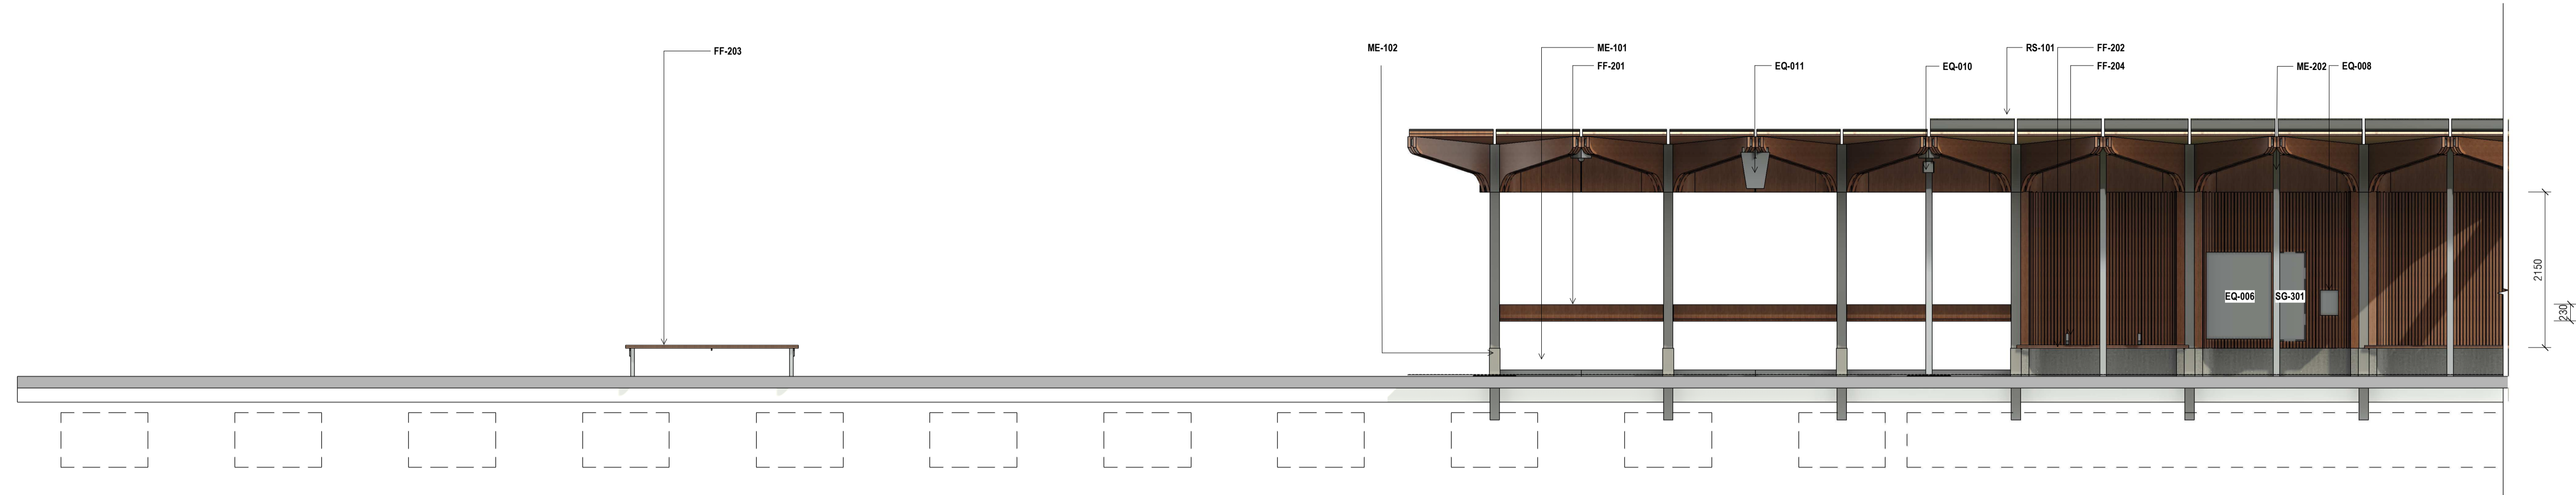 FF-203
ME-102
ME-101
FF-201
EQ-011
EQ-010
RS-101
FF-202
FF-204
ME-202
EQ-008
EQ-006
SG-301
2150
230